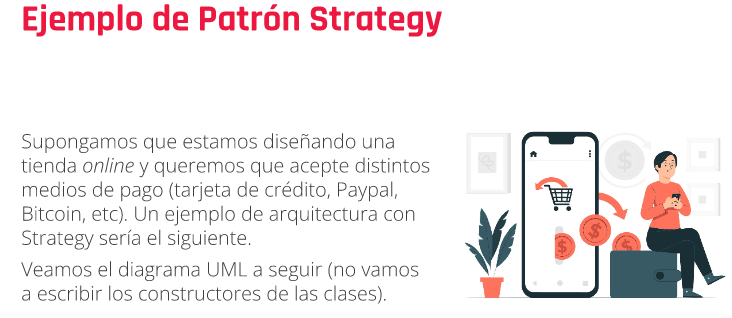 Ejemplo de Patrón Strategy
Supongamos que estamos diseñando una
tienda online y queremos que acepte distintos
medios de pago (tarjeta de crédito, Paypal,
Bitcoin, etc). Un ejemplo de arquitectura con
Strategy sería el siguiente.
Veamos el diagrama UML a seguir (no vamos
a escribir los constructores de las clases).
$
$
$
$